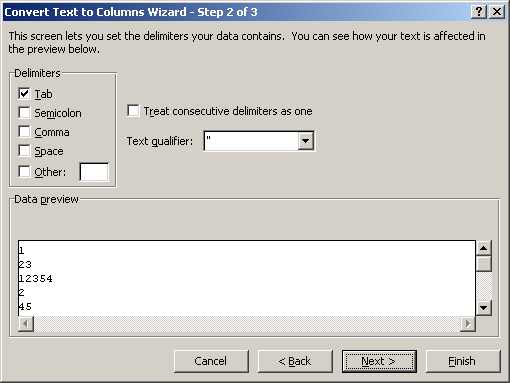 Convert Text to Columns Wizard - Step 2 of 3
This screen lets you set the delimiters your data contains. You can see how your text is affected in
the preview below.
Delimiters
Tab
Semicolon
Comma
Space
Other:
Treat consecutive delimiters as one
Text qualifier: "
Data preview
1
23
12354
2
45
Cancel < Back Next > Finish